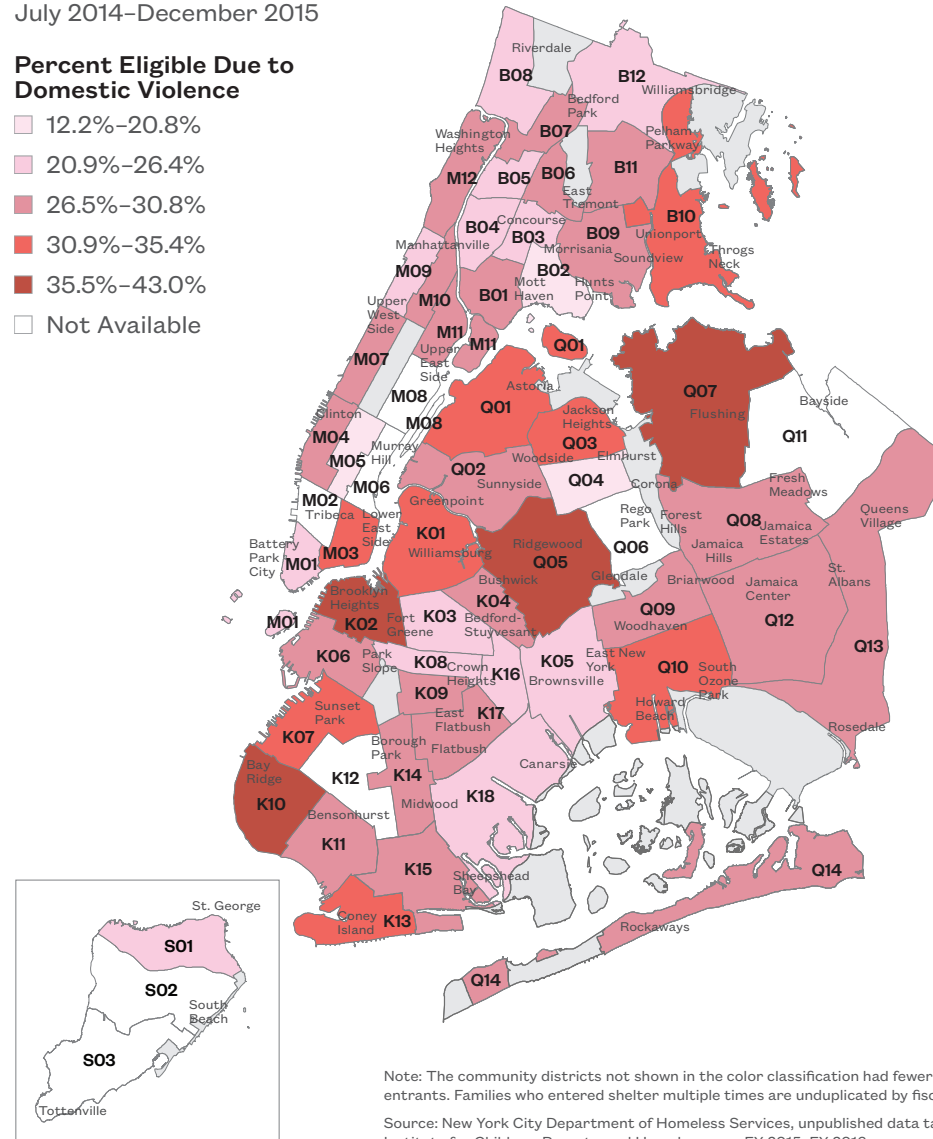 July 2014–December 2015
Percent Eligible Due to
Domestic Violence
12.2%–20.8%
20.9%–26.4%
26.5%–30.8%
30.9%–35.4%
35.5%–43.0%
Not Available
Riverdale
B08
B12
Williamsbridge
Bedford
Park
B07
Washington
Heights
Pelham
Parkway
M12
B05
B06
B11
East
Tremont
B10
Concourse
B04
B03
B09
Unionport
Manhattanville
Morrisania
Soundview
Throgs
Neck
M09
B02
Mott
Haven
Hunts
Point
B01
M10
Upper
West
Side
M11
M11
Q01
Upper
East
Side
M07
Astoria
M08
Q01
Q07
Flushing
Bayside
Clinton
M08
Jackson
Heights
Q03
Q11
M04
Murray
Hill
M05
Woodside
Elmhurst
Q02
Sunnyside
Q04
Corona
Fresh
Meadows
M06
M02
Tribeca
Greenpoint
Lower
East
Side
Rego
Park
Forest
Hills
Q08
Jamaica
Estates
Queens
Village
K01
Williamsburg
Battery
Park
City
M03
M01
Ridgewood
Q05
Q06
Jamaica
Hills
Glendale
Briarwood
Jamaica
Center
St.
Albans
Bushwick
Brooklyn
Heights
K04
K02
Fort
Greene
K03
Bedford-
Stuyvesant
Q09
Woodhaven
Q12
M01
Q13
K06
Park
Slope
K08
Crown
Heights
K16
K05
Brownsville
East New
York
Q10
South
Ozone
Park
K09
Howard
Beach
Sunset
Park
K17
East
Flatbush
K07
Borough
Park
Flatbush
Rosedale
Bay
Ridge
K12
K14
Canarsie
K10
Midwood
K18
Bensonhurst
K11
K15
Sheepshead
Bay
Q14
Coney
Island
K13
Rockaways
Q14
St. George
S01
S02
South
Beach
S03
Tottenville
Note: The community districts not shown in the color classification had fewer
entrants. Families who entered shelter multiple times are unduplicated by
Source: New York City Department of Homeless Services, unpublished data